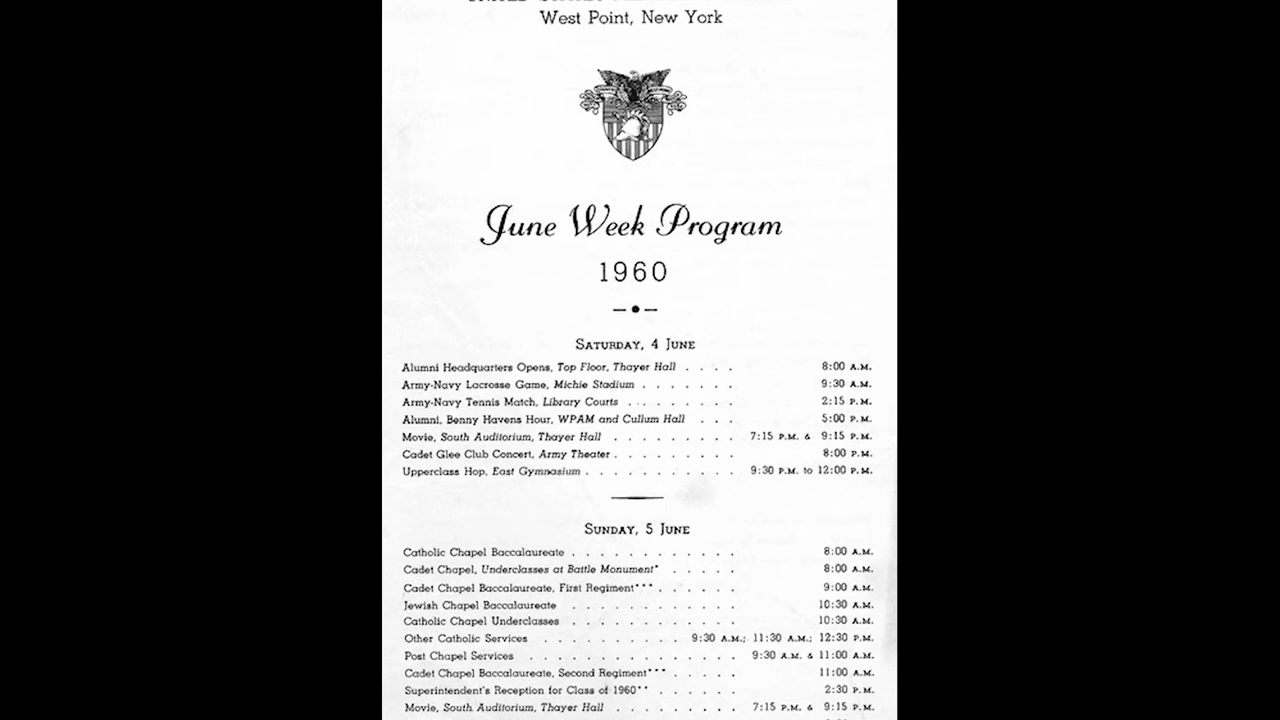 West Point, New York
June Week Program
1960
SATURDAY, 4 JUNE
Alumni Headquarters Opens, Top Floor, Thayer Hall . . . . 8:00 A.M.
Army-Navy Lacrosse Game, Michie Stadium . . . . . . . 9:30 A.M.
Army-Navy Tennis Match, Library Courts . . . . . . . . 2:15 P.M.
Alumni, Benny Havens Hour, WPAM and Cullum Hall . . . 5:00 P.M.
Movie, South Auditorium, Thayer Hall . . . . . . . . . 7:15 P.M. & 9:15 P.M.
Cadet Glee Club Concert, Army Theater . . . . . . . . . 8:00 P.M.
Upperclass Hop, East Gymnasium . . . . . . . . . . . 9:30 P.M. to 12:00 P.M.
SUNDAY, 5 JUNE
Catholic Chapel Baccalaureate . . . . . . . . . . . . 8:00 A.M.
Cadet Chapel, Underclasses at Battle Monument* . . . . . 8:00 A.M.
Cadet Chapel Baccalaureate, First Regiment*** . . . . . 9:00 A.M.
Jewish Chapel Baccalaureate . . . . . . . . . . . . 10:30 A.M.
Catholic Chapel Underclasses . . . . . . . . . . . . 10:30 A.M.
Other Catholic Services . . . . . . . . . . 9:30 A.M.; 11:30 A.M.; 12:30 P.M.
Post Chapel Services . . . . . . . . . . . . . . . 9:30 A.M. & 11:00 A.M.
Cadet Chapel Baccalaureate, Second Regiment*** . . . . . 11:00 A.M.
Superintendent's Reception for Class of 1960** . . . . . . 2:30 P.M.
Movie, South Auditorium, Thayer Hall . . . . . . . . . 7:15 P.M. & 9:15 P.M.